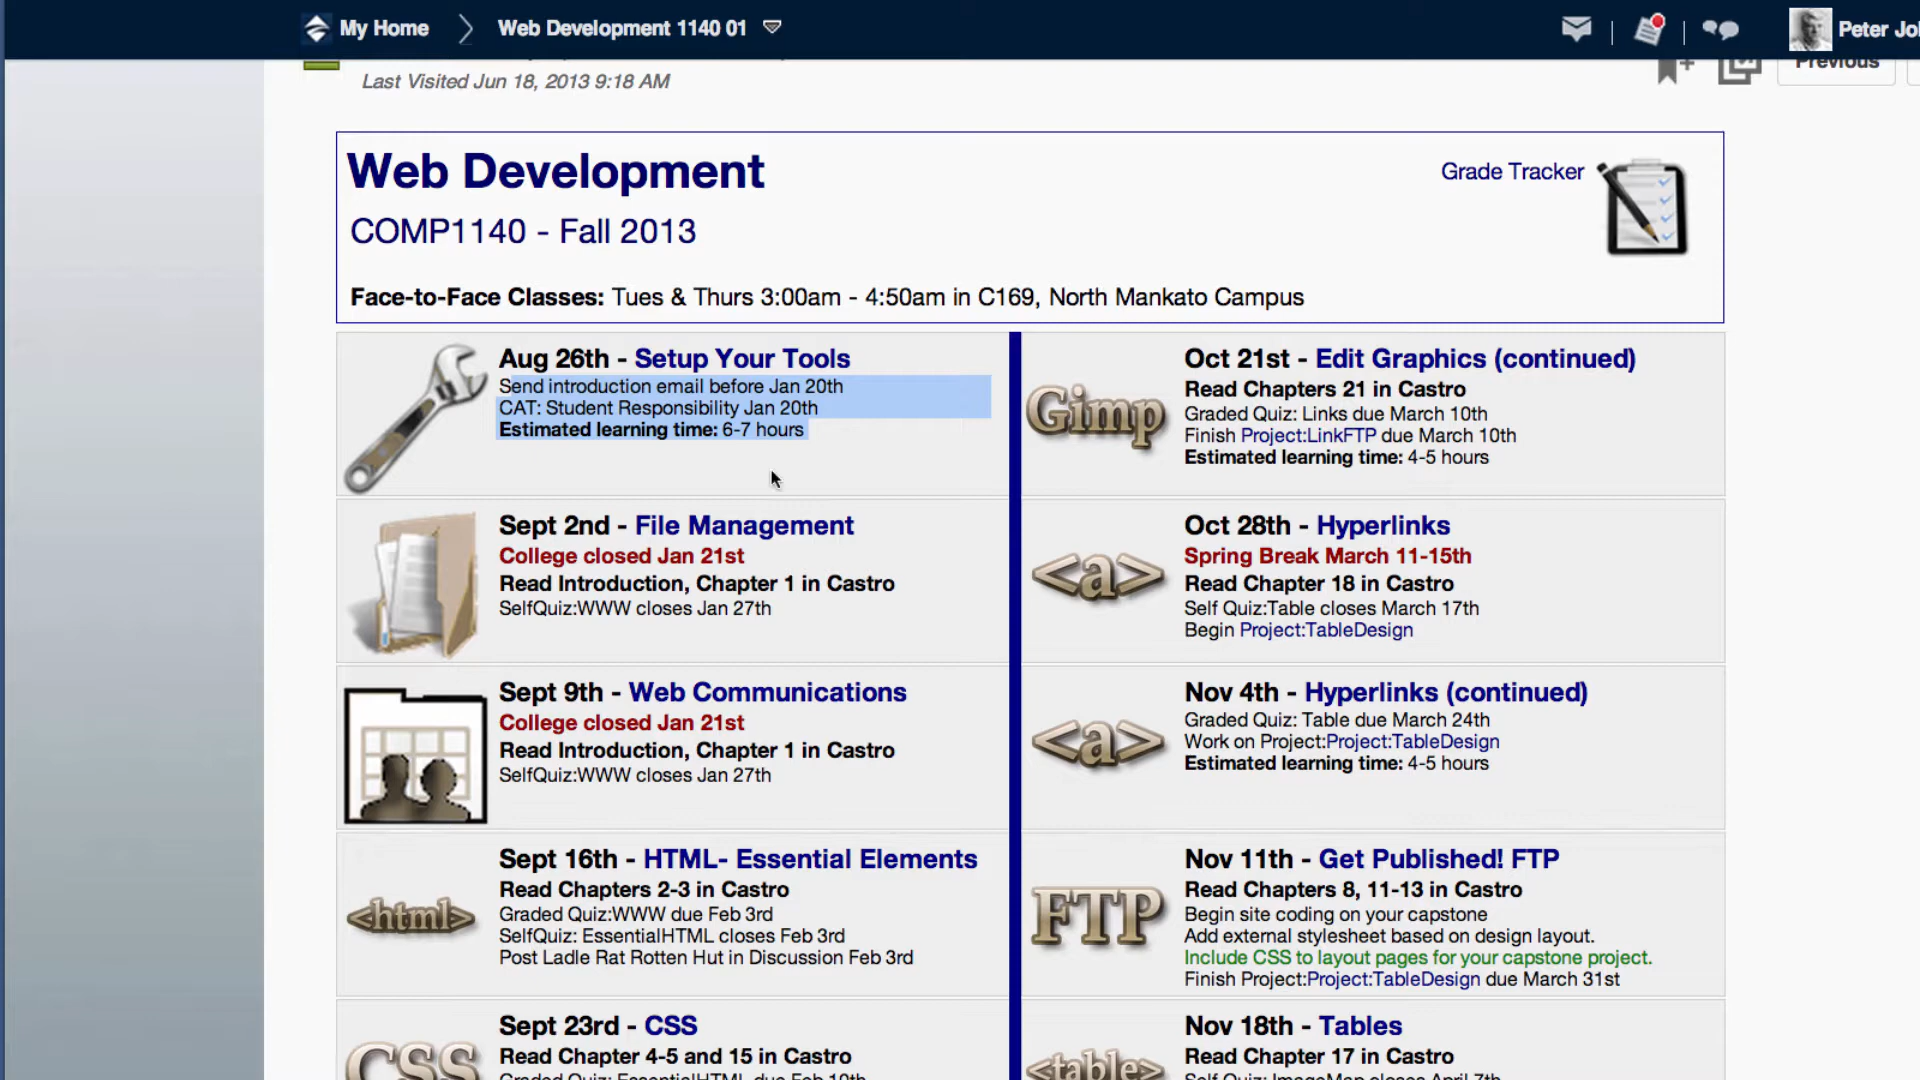 My Home
Web Development 1140 01
Peter Jo
Last Visited Jun 18, 2013 9:18 AM
Previous
Web Development
Grade Tracker
COMP1140 - Fall 2013
Face-to-Face Classes: Tues & Thurs 3:00am - 4:50am in C169, North Mankato Campus
Aug 26th - Setup Your Tools
Send introduction email before Jan 20th
CAT: Student Responsibility Jan 20th
Estimated learning time: 6-7 hours
Sept 2nd - File Management
College closed Jan 21st
Read Introduction, Chapter 1 in Castro
SelfQuiz:WWW closes Jan 27th
Sept 9th - Web Communications
College closed Jan 21st
Read Introduction, Chapter 1 in Castro
SelfQuiz:WWW closes Jan 27th
<html>
Sept 16th - HTML- Essential Elements
Read Chapters 2-3 in Castro
Graded Quiz:WWW due Feb 3rd
SelfQuiz: EssentialHTML closes Feb 3rd
Post Ladle Rat Rotten Hut in Discussion Feb 3rd
CSS
Sept 23rd - CSS
Read Chapter 4-5 and 15 in Castro
Graded Quiz: EssentialHTML due Feb 10th
Gimp
Oct 21st - Edit Graphics (continued)
Read Chapters 21 in Castro
Graded Quiz: Links due March 10th
Finish Project:LinkFTP due March 10th
Estimated learning time: 4-5 hours
<a>
Oct 28th - Hyperlinks
Spring Break March 11-15th
Read Chapter 18 in Castro
Self Quiz:Table closes March 17th
Begin Project:TableDesign
<a>
Nov 4th - Hyperlinks (continued)
Graded Quiz: Table due March 24th
Work on Project:Project:TableDesign
Estimated learning time: 4-5 hours
FTP
Nov 11th - Get Published! FTP
Read Chapters 8, 11-13 in Castro
Begin site coding on your capstone
Add external stylesheet based on design layout.
Include CSS to layout pages for your capstone project.
Finish Project:Project:TableDesign due March 31st
<table>
Nov 18th - Tables
Read Chapter 17 in Castro
Self Quiz: ImageMap closes April 7th